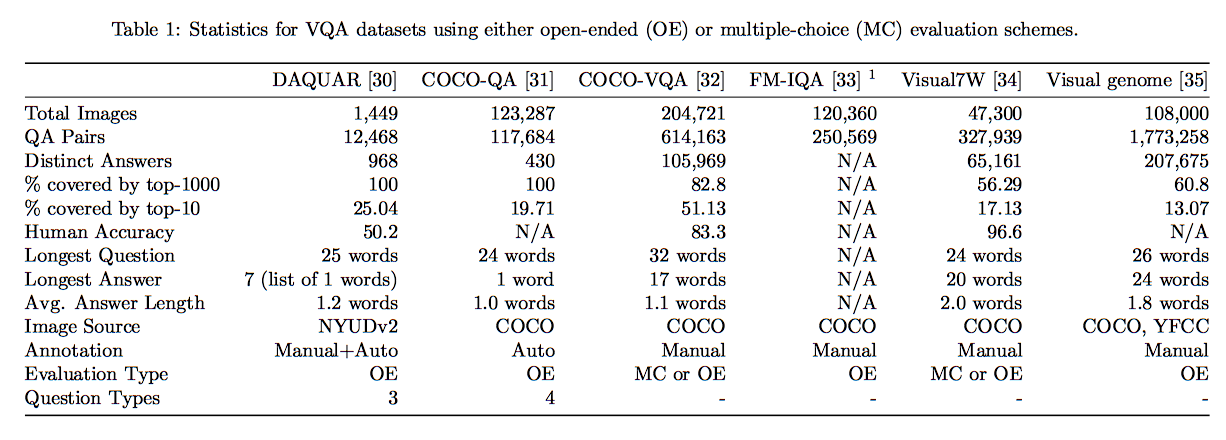 Table 1: Statistics for VQA datasets using either open-ended (OE) or multiple-choice (MC) evaluation schemes.
DAQUAR [30] COCO-QA [31] COCO-VQA [32] FM-IQA [33] 1 Visual7W [34] Visual genome [35]
Total Images 1,449 123,287 204,721 120,360 47,300 108,000
QA Pairs 12,468 117,684 614,163 250,569 327,939 1,773,258
Distinct Answers 968 430 105,969 N/A 65,161 207,675
% covered by top-1000 100 100 82.8 N/A 56.29 60.8
% covered by top-10 25.04 19.71 51.13 N/A 17.13 13.07
Human Accuracy 50.2 N/A 83.3 N/A 96.6 N/A
Longest Question 25 words 24 words 32 words N/A 24 words 26 words
Longest Answer 7 (list of 1 words) 1 word 17 words N/A 20 words 24 words
Avg. Answer Length 1.2 words 1.0 words 1.1 words N/A 2.0 words 1.8 words
Image Source NYUDv2 COCO COCO COCO COCO COCO, YFCC
Annotation Manual+Auto Auto Manual Manual Manual Manual
Evaluation Type OE OE MC or OE OE MC or OE OE
Question Types 3 4 - - - -